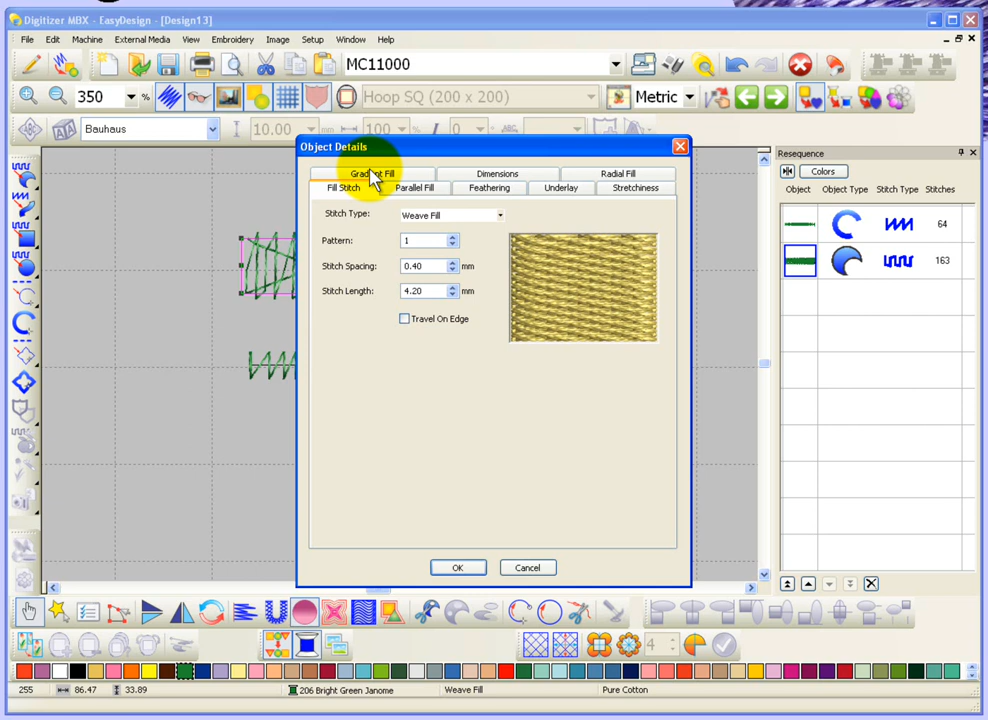 Digitizer MBX - EasyDesign - [Design13]
File Edit Machine External Media View Embroidery Image Setup Window Help
MC11000
350 % Hoop SQ (200 x 200) Metric
Bauhaus 10.00 100 0
Object Details
Gradient Fill Dimensions Radial Fill
Fill Stitch Parallel Fill Feathering Underlay Stretchiness
Stitch Type: Weave Fill
Pattern: 1
Stitch Spacing: 0.40 mm
Stitch Length: 4.20 mm
Travel On Edge
OK Cancel
Resequence
Colors
Object Object Type Stitch Type Stitches
64
163
4
255 86.47 33.89 206 Bright Green Janome Weave Fill Pure Cotton